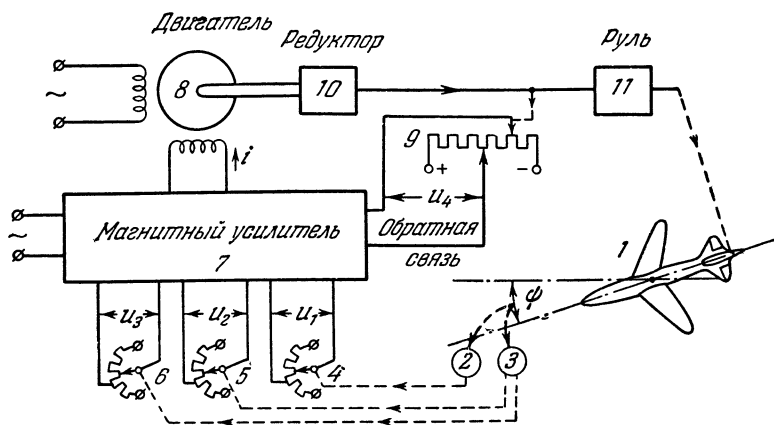 Двигатель
Редуктор
Руль
~
8
10
11
9
i
+
−
u₄
~
Магнитный усилитель
7
Обратная
связь
1
ψ
u₃
u₂
u₁
6
5
4
2
3